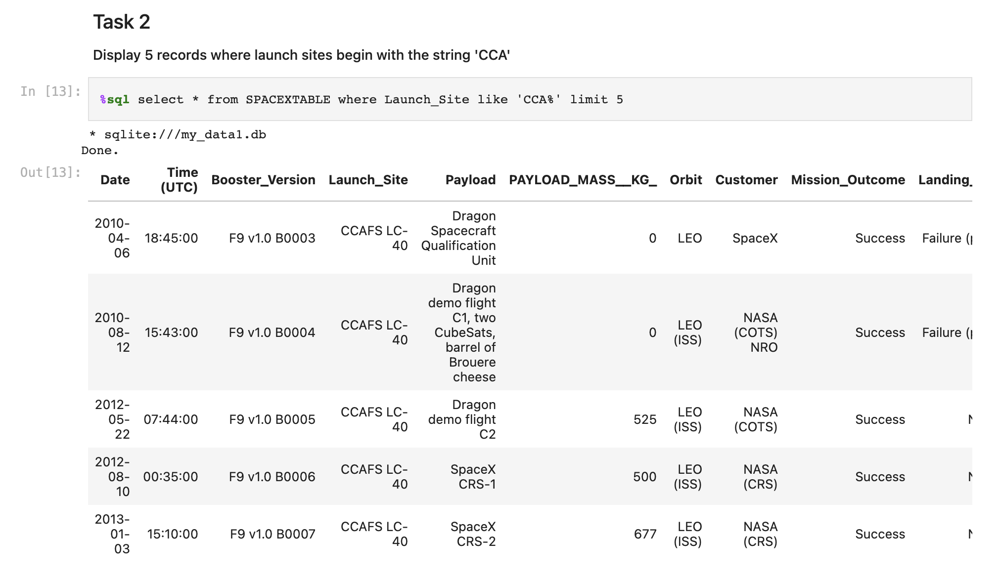 Task 2
Display 5 records where launch sites begin with the string 'CCA'
In [13]:
%sql select * from SPACEXTABLE where Launch_Site like 'CCA%' limit 5
* sqlite:///my_data1.db
Done.
Out[13]:
Date Time (UTC) Booster_Version Launch_Site Payload PAYLOAD_MASS__KG_ Orbit Customer Mission_Outcome Landing_
2010-04-06 18:45:00 F9 v1.0 B0003 CCAFS LC-40 Dragon Spacecraft Qualification Unit 0 LEO SpaceX Success Failure (
2010-08-12 15:43:00 F9 v1.0 B0004 CCAFS LC-40 Dragon demo flight C1, two CubeSats, barrel of Brouere cheese 0 LEO (ISS) NASA (COTS) NRO Success Failure (
2012-05-22 07:44:00 F9 v1.0 B0005 CCAFS LC-40 Dragon demo flight C2 525 LEO (ISS) NASA (COTS) Success
2012-08-10 00:35:00 F9 v1.0 B0006 CCAFS LC-40 SpaceX CRS-1 500 LEO (ISS) NASA (CRS) Success
2013-01-03 15:10:00 F9 v1.0 B0007 CCAFS LC-40 SpaceX CRS-2 677 LEO (ISS) NASA (CRS) Success